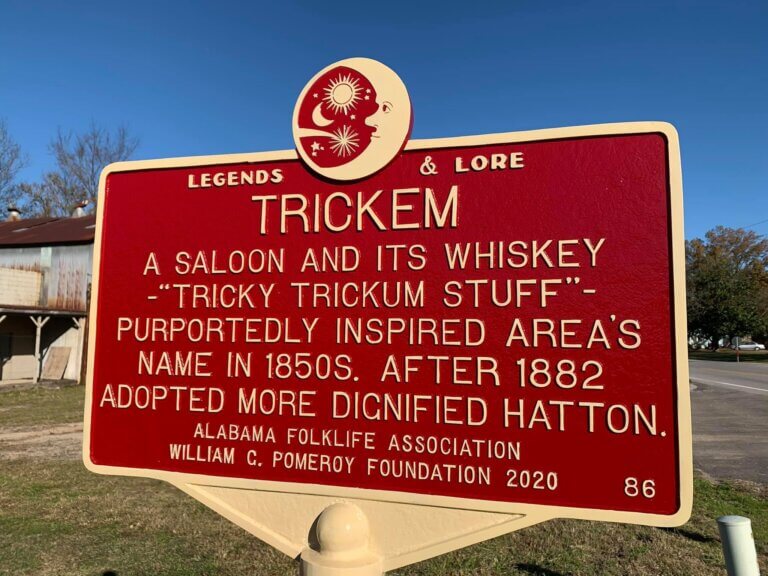 LEGENDS & LORE
TRICKEM
A SALOON AND ITS WHISKEY
-"TRICKY TRICKUM STUFF"-
PURPORTEDLY INSPIRED AREA'S
NAME IN 1850S. AFTER 1882
ADOPTED MORE DIGNIFIED HATTON.
ALABAMA FOLKLIFE ASSOCIATION
WILLIAM G. POMEROY FOUNDATION 2020
86